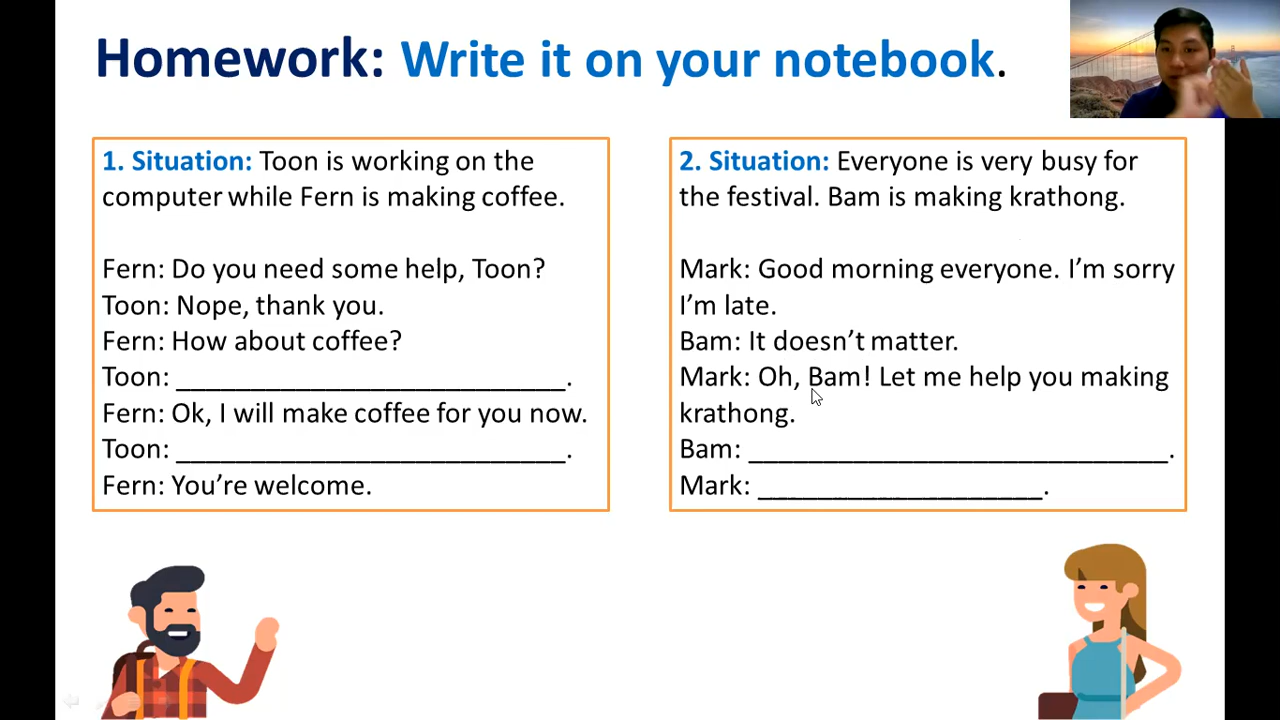 Homework: Write it on your notebook.
1. Situation: Toon is working on the
computer while Fern is making coffee.
Fern: Do you need some help, Toon?
Toon: Nope, thank you.
Fern: How about coffee?
Toon: __________________________.
Fern: Ok, I will make coffee for you now.
Toon: __________________________.
Fern: You’re welcome.
2. Situation: Everyone is very busy for
the festival. Bam is making krathong.
Mark: Good morning everyone. I’m sorry
I’m late.
Bam: It doesn’t matter.
Mark: Oh, Bam! Let me help you making
krathong.
Bam: ____________________________.
Mark: ___________________.